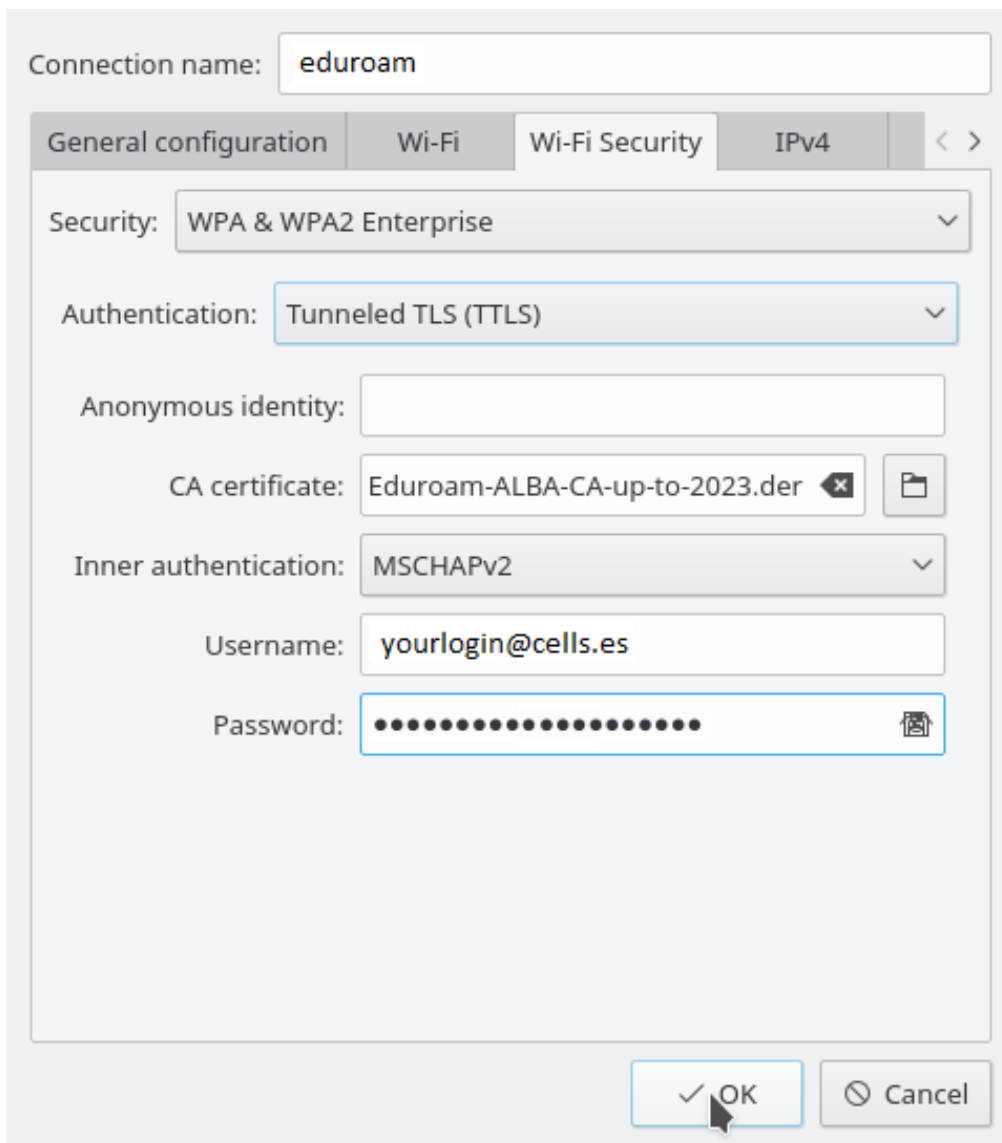 Connection name: eduroam
General configuration Wi-Fi Wi-Fi Security IPv4
Security: WPA & WPA2 Enterprise
Authentication: Tunneled TLS (TTLS)
Anonymous identity:
CA certificate: Eduroam-ALBA-CA-up-to-2023.der
Inner authentication: MSCHAPv2
Username: yourlogin@cells.es
Password: ••••••••••••••••••••
OK Cancel